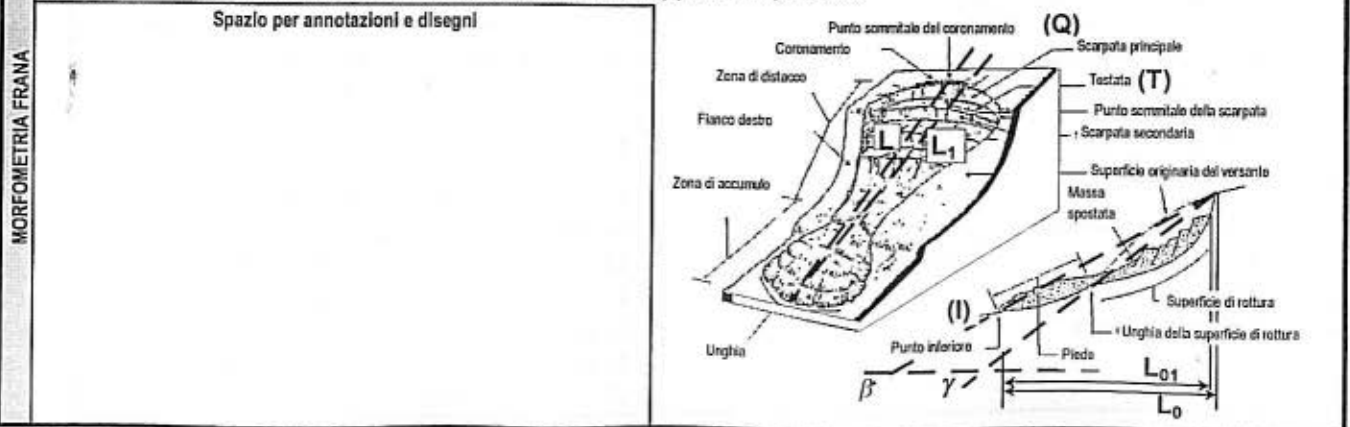 MORFOMETRIA FRANA
Spazio per annotazioni e disegni
Punto sommitale del coronamento
(Q)
Coronamento
Scarpata principale
Zona di distacco
Testata (T)
Punto sommitale della scarpata
Fianco destro
Scarpata secondaria
L
L1
Superficie originaria del versante
Zona di accumulo
Massa
spostata
Superficie di rottura
(I)
Unghia della superficie di rottura
Unghia
Punto inferiore
Piede
β
γ
L01
L0